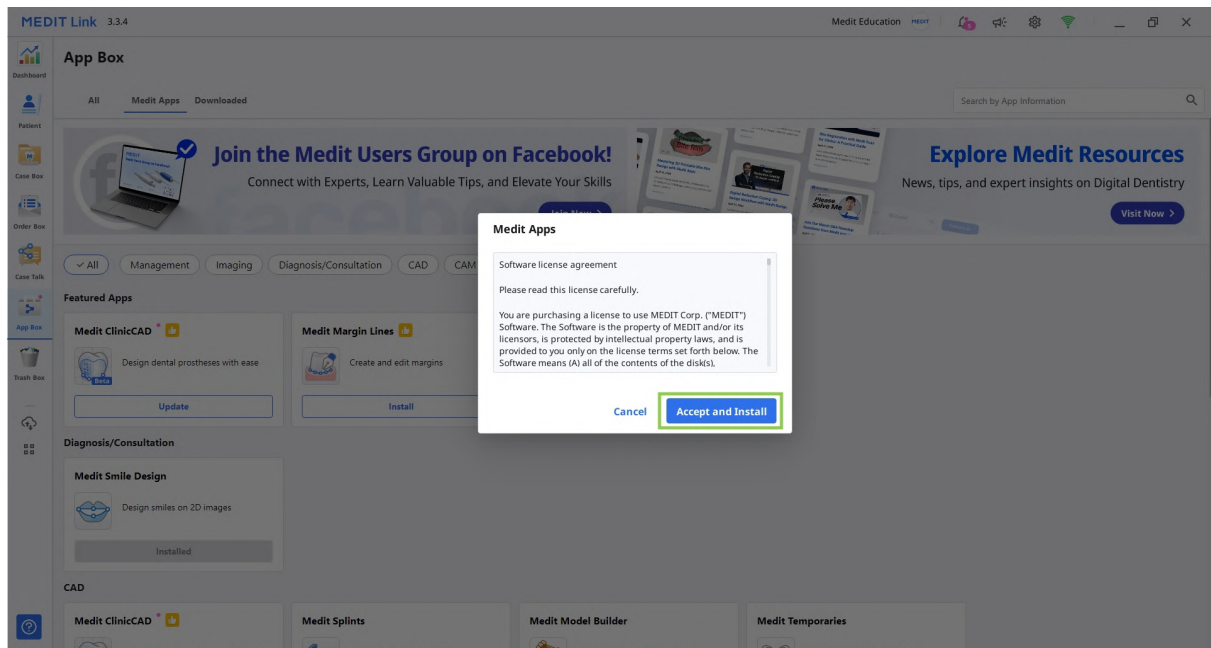 MEDIT Link 3.3.4
Medit Education MEDIT
Dashboard
Patient
Case Box
Order Box
Case Talk
App Box
Trash Box
App Box
All Medit Apps Downloaded
Search by App Information
Join the Medit Users Group on Facebook!
Connect with Experts, Learn Valuable Tips, and Elevate Your Skills
Join Now >
Explore Medit Resources
News, tips, and expert insights on Digital Dentistry
Visit Now >
Please
Solve Me
All Management Imaging Diagnosis/Consultation CAD CAM
Featured Apps
Medit ClinicCAD *
Beta
Design dental prostheses with ease
Update
Medit Margin Lines
Create and edit margins
Install
Medit Apps
Software license agreement
Please read this license carefully.
You are purchasing a license to use MEDIT Corp. ("MEDIT")
Software. The Software is the property of MEDIT and/or its
licensors, is protected by intellectual property laws, and is
provided to you only on the license terms set forth below. The
Software means (A) all of the contents of the disk(s),
Cancel Accept and Install
Diagnosis/Consultation
Medit Smile Design
Design smiles on 2D images
Installed
CAD
Medit ClinicCAD *
Medit Splints
Medit Model Builder
Medit Temporaries